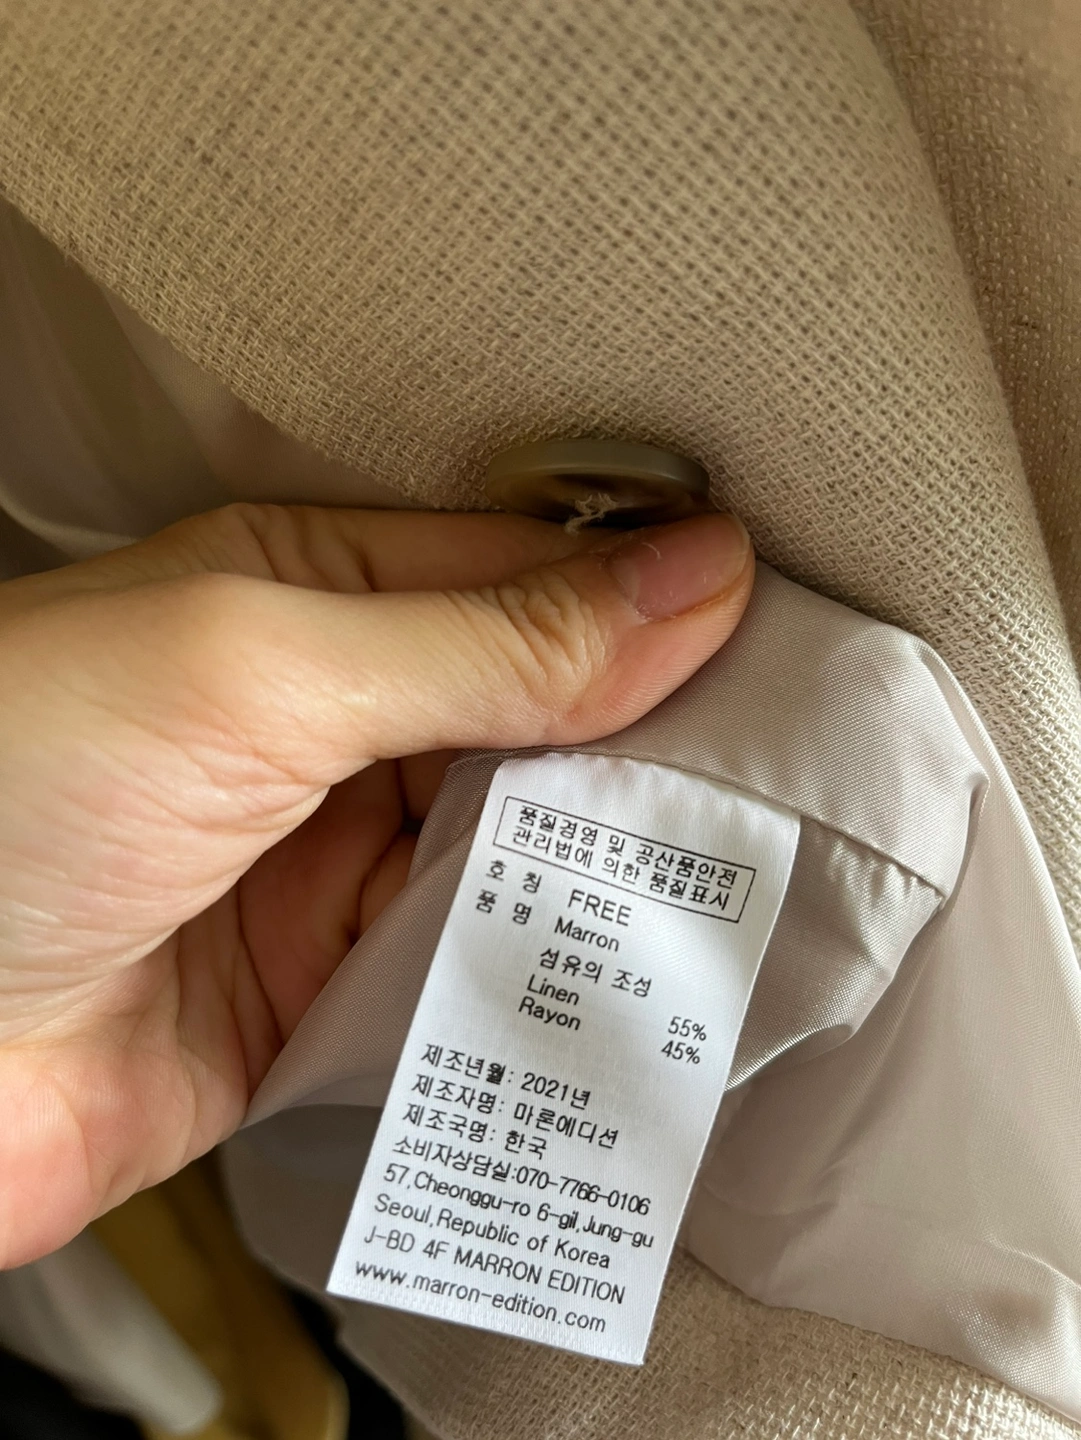 품질경영 및 공산품안전
관리법에 의한 품질표시
호 칭 FREE
품 명 Marron
섬유의 조성
Linen 55%
Rayon 45%
제조년월: 2021년
제조자명: 마론에디션
제조국명: 한국
소비자상담실:070-7766-0106
57,Cheonggu-ro 6-gil,Jung-gu
Seoul,Republic of Korea
J-BD 4F MARRON EDITION
www.marron-edition.com